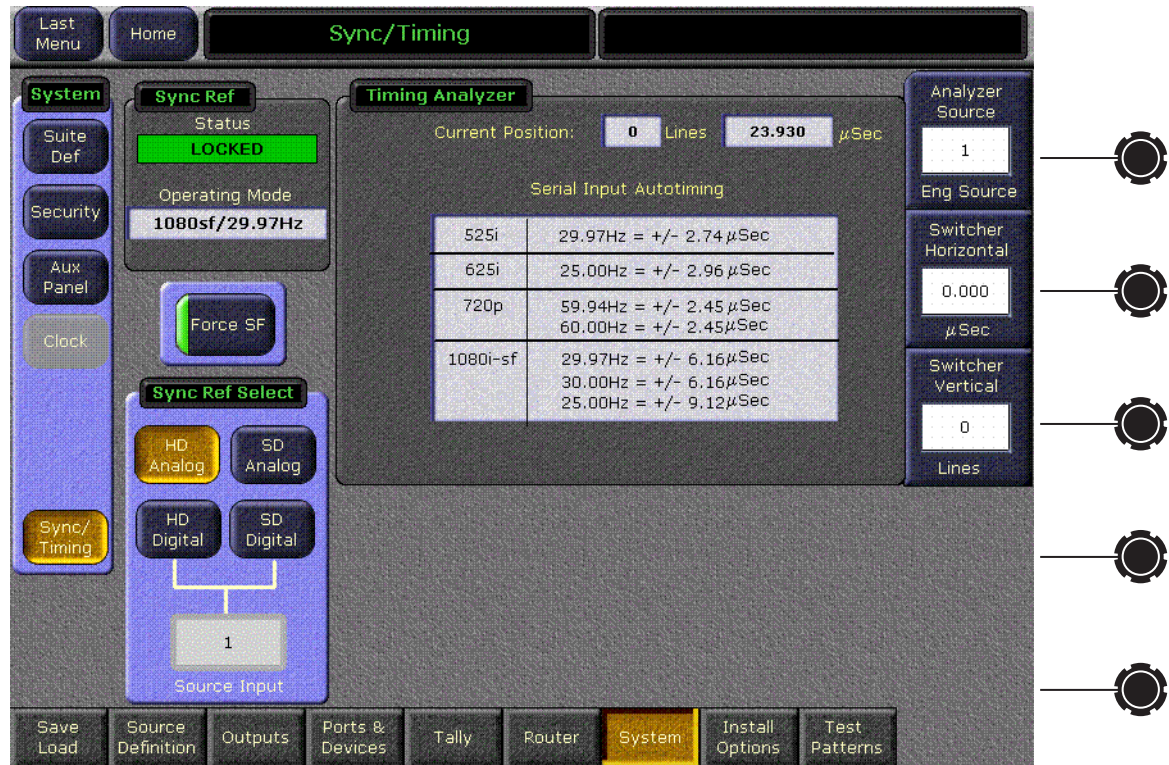 Last
Menu
Home
Sync/Timing
System
Suite
Def
Security
Aux
Panel
Clock
Sync/
Timing
Sync Ref
Status
LOCKED
Operating Mode
1080sf/29.97Hz
Force SF
Sync Ref Select
HD
Analog
SD
Analog
HD
Digital
SD
Digital
1
Source Input
Timing Analyzer
Current Position: 0 Lines 23.930 µSec
Serial Input Autotiming
525i 29.97Hz = +/- 2.74 µSec
625i 25.00Hz = +/- 2.96 µSec
720p 59.94Hz = +/- 2.45 µSec
60.00Hz = +/- 2.45µSec
1080i-sf 29.97Hz = +/- 6.16µSec
30.00Hz = +/- 6.16µSec
25.00Hz = +/- 9.12µSec
Analyzer
Source
1
Eng Source
Switcher
Horizontal
0.000
µSec
Switcher
Vertical
0
Lines
Save
Load
Source
Definition
Outputs
Ports &
Devices
Tally
Router
System
Install
Options
Test
Patterns